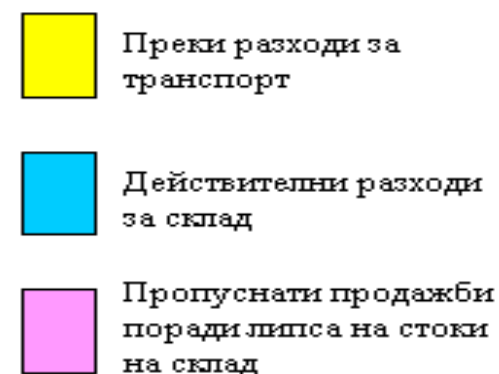 Преки разходи за
транспорт
Действителни разходи
за склад
Пропуснати продажби
поради липса на стоки
на склад